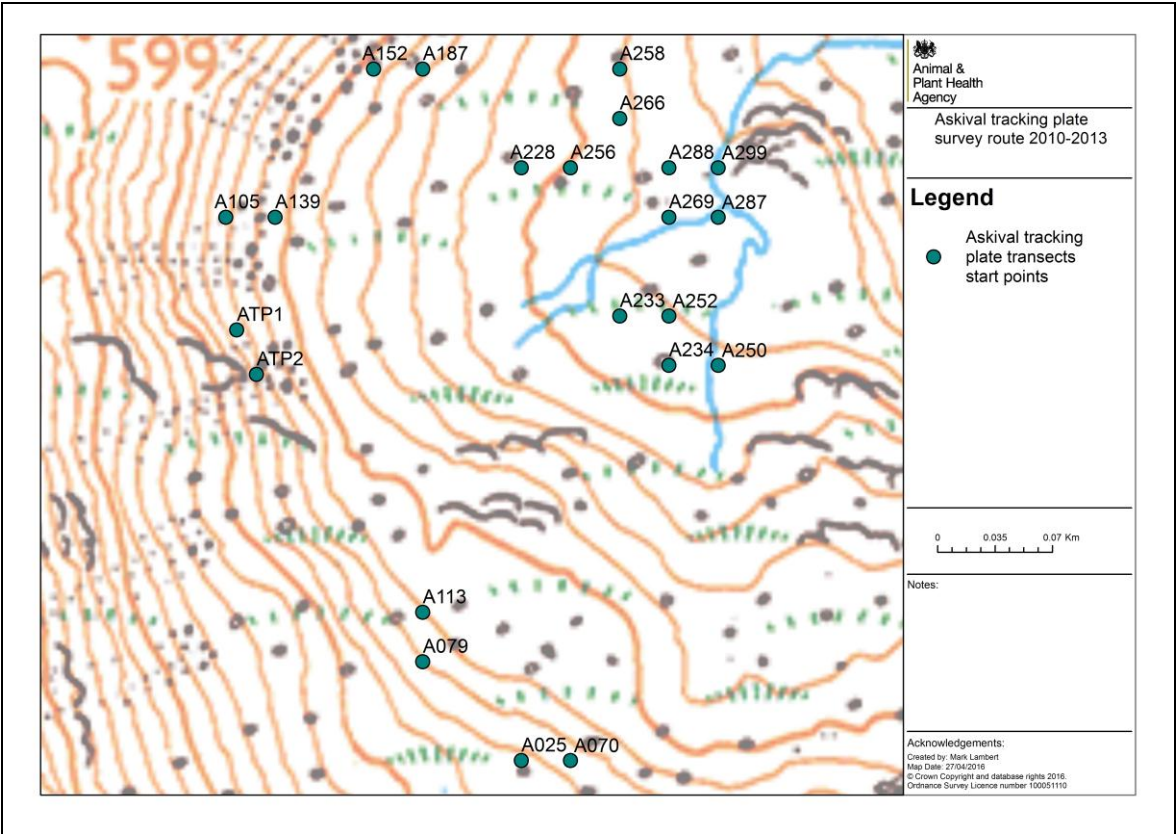 599
A152 A187 A258
A266
A228 A256 A288 A299
A105 A139 A269 A287
ATP1 A233 A252
ATP2 A234 A250
A113
A079
A025 A070
Animal &
Plant Health
Agency
Askival tracking plate
survey route 2010-2013
Legend
Askival tracking
plate transects
start points
0 0.035 0.07 Km
Notes:
Acknowledgements:
Created by: Mark Lambert
Map Date: 27/04/2016
© Crown Copyright and database rights 2016.
Ordnance Survey Licence number 100051110